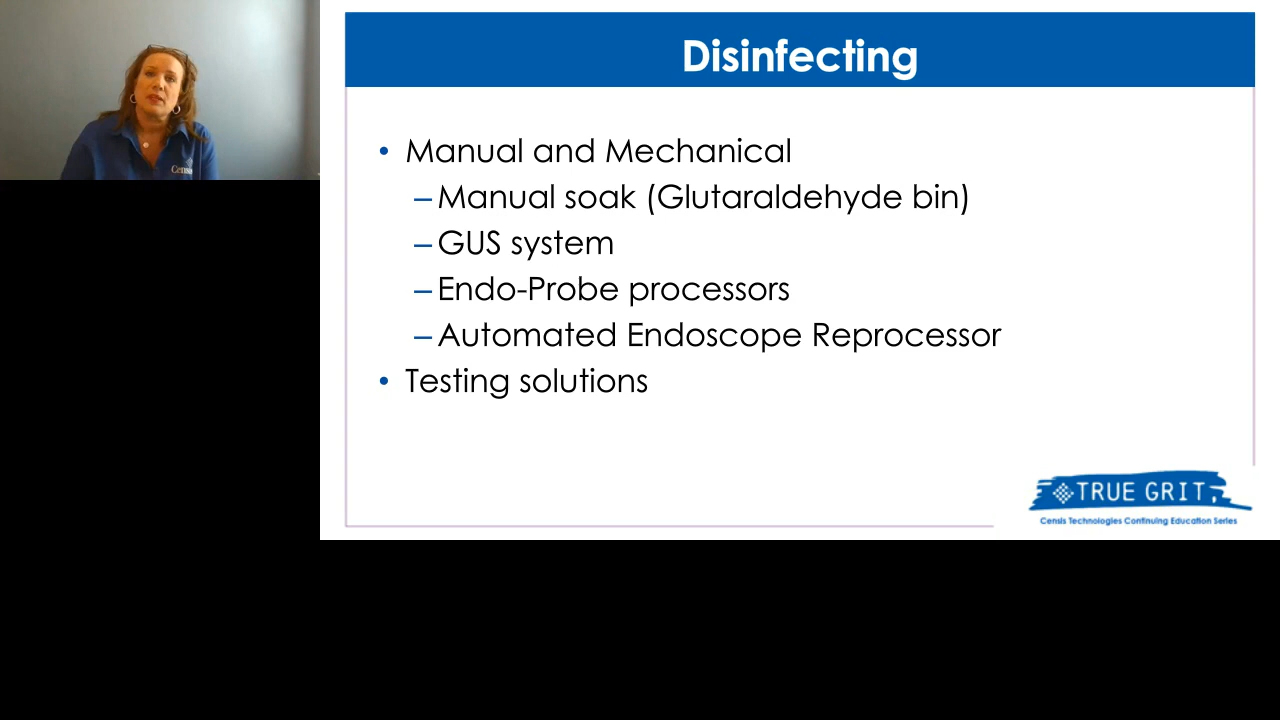 Disinfecting
• Manual and Mechanical
– Manual soak (Glutaraldehyde bin)
– GUS system
– Endo-Probe processors
– Automated Endoscope Reprocessor
• Testing solutions
TRUE GRIT
Censis Technologies Continuing Education Series